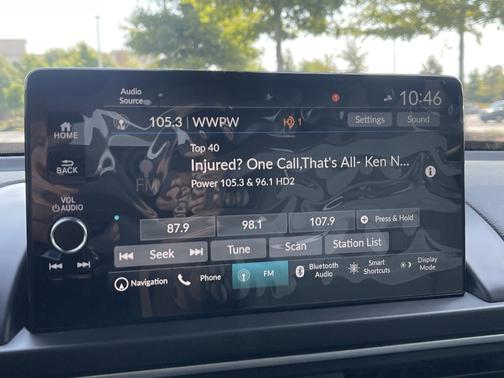 Audio
Source
10:46
HOME
105.3 | WWPW
HD 1
Settings
Sound
BACK
Top 40
Injured? One Call,That's All- Ken N...
FM
Power 105.3 & 96.1 HD2
VOL
AUDIO
87.9
98.1
107.9
Press & Hold
Seek
Tune
Scan
Station List
Navigation
Phone
FM
Bluetooth
Audio
Smart
Shortcuts
Display
Mode